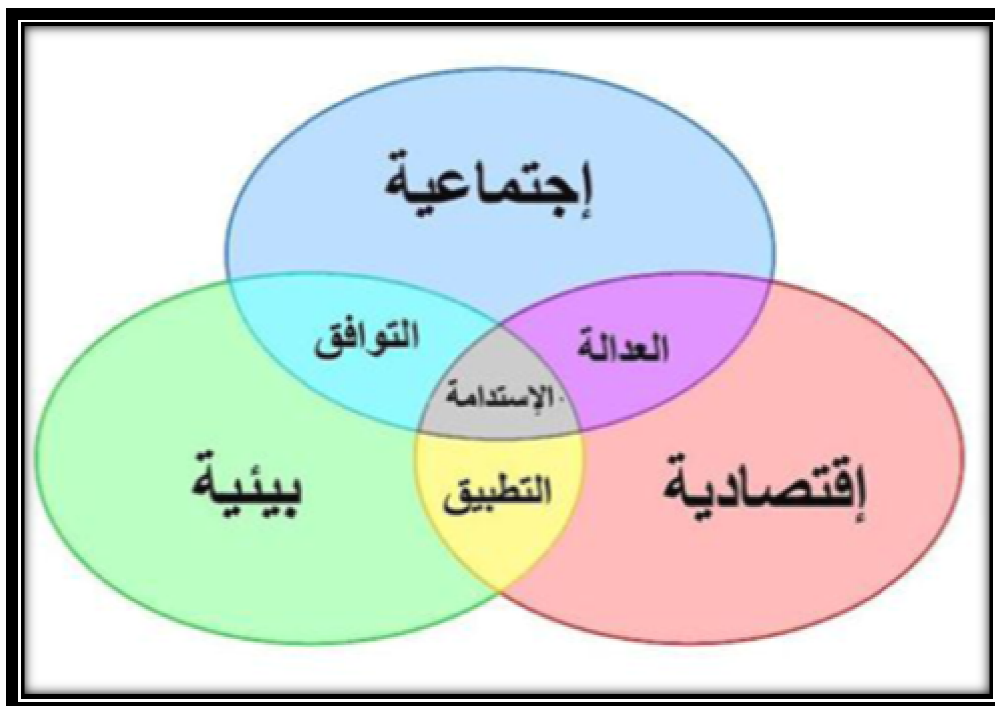 إجتماعية
التوافق
العدالة
الإستدامة
بيئية
التطبيق
إقتصادية